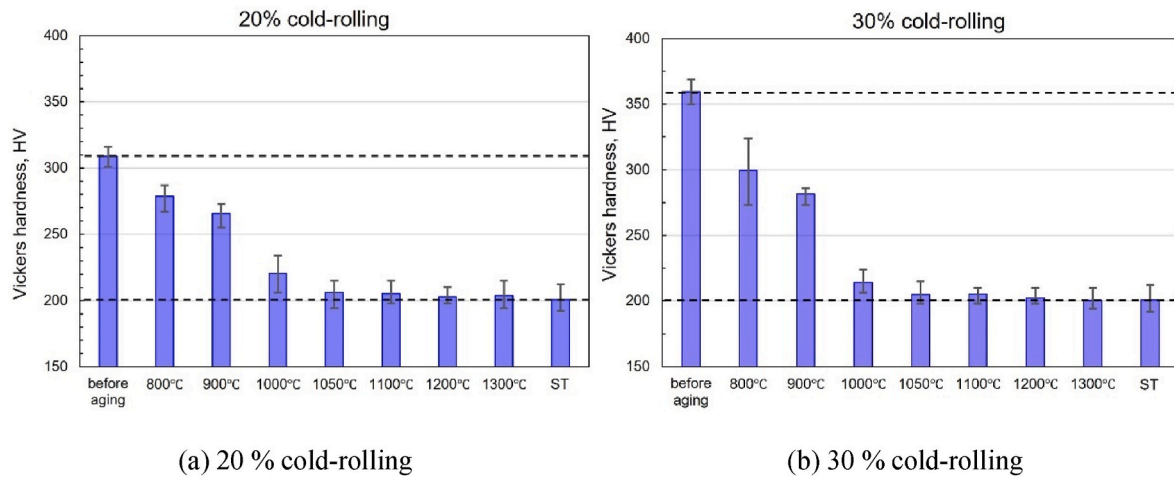 20% cold-rolling
Vickers hardness, HV
400
350
300
250
200
150
before aging
800℃
900℃
1000℃
1050℃
1100℃
1200℃
1300℃
ST
(a) 20 % cold-rolling
30% cold-rolling
Vickers hardness, HV
400
350
300
250
200
150
before aging
800℃
900℃
1000℃
1050℃
1100℃
1200℃
1300℃
ST
(b) 30 % cold-rolling